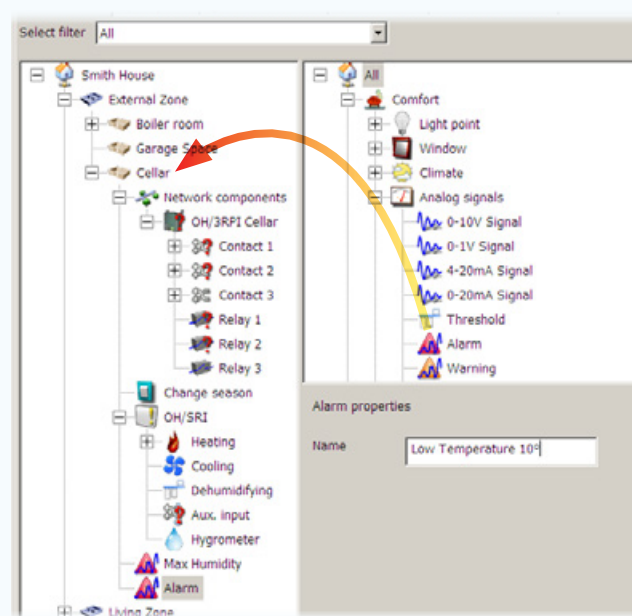 Select filter All
Smith House
External Zone
Boiler room
Garage Space
Cellar
Network components
OH/3RPI Cellar
Contact 1
Contact 2
Contact 3
Relay 1
Relay 2
Relay 3
Change season
OH/SRI
Heating
Cooling
Dehumidifying
Aux. input
Hygrometer
Max Humidity
Alarm
Living Zone
All
Comfort
Light point
Window
Climate
Analog signals
0-10V Signal
0-1V Signal
4-20mA Signal
0-20mA Signal
Threshold
Alarm
Warning
Alarm properties
Name Low Temperature 10º